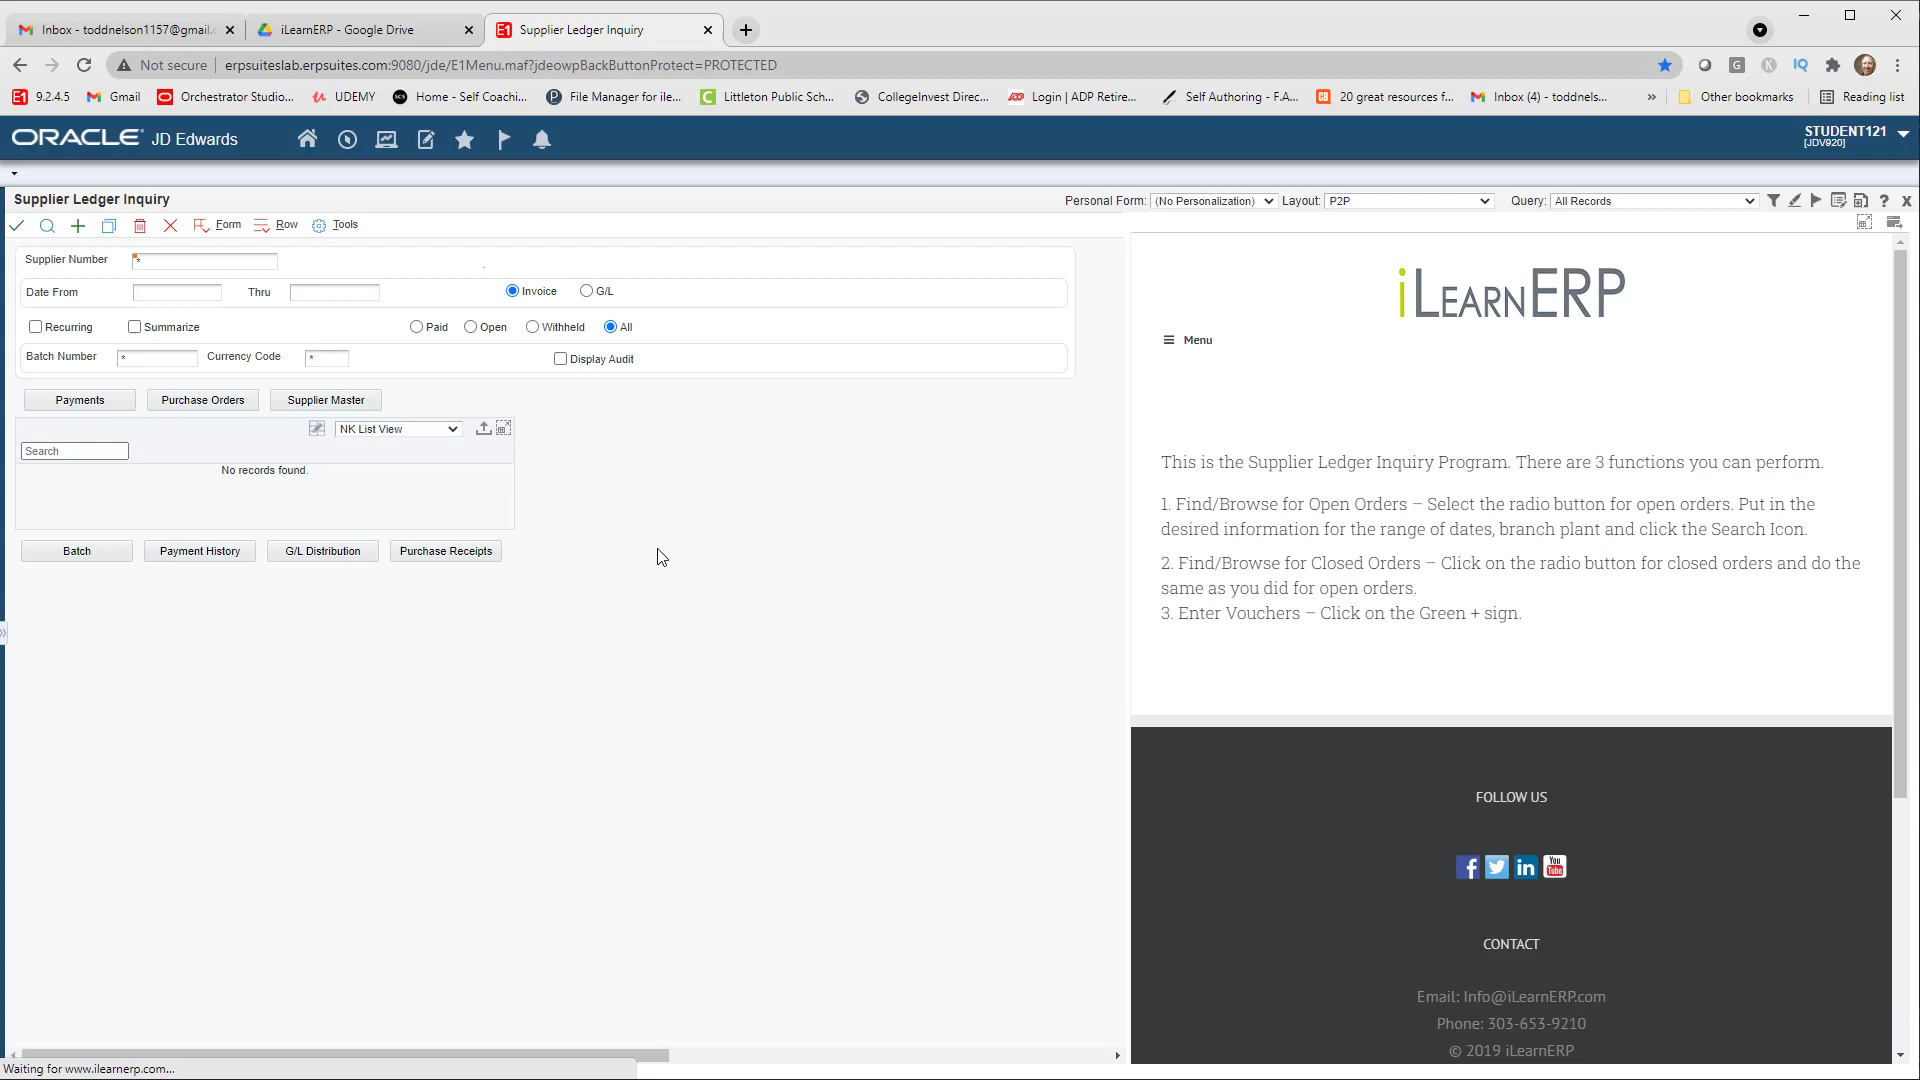 Inbox - toddnelson1157@gmail.c
iLearnERP - Google Drive
E1 Supplier Ledger Inquiry
Not secure
erpsuiteslab.erpsuites.com:9080/jde/E1Menu.maf?jdeowpBackButtonProtect=PROTECTED
E1 9.2.4.5
Gmail
Orchestrator Studio...
UDEMY
SCS Home - Self Coachi...
P File Manager for ile...
C Littleton Public Sch...
CollegeInvest Direc...
ADP Login | ADP Retire...
Self Authoring - F.A...
CB 20 great resources f...
Inbox (4) - toddnels...
»
Other bookmarks
Reading list
ORACLE JD Edwards
STUDENT121
[JDV920]
Supplier Ledger Inquiry
Personal Form: (No Personalization)
Layout: P2P
Query: All Records
Form
Row
Tools
Supplier Number *
.
Date From
Thru
Invoice
G/L
Recurring
Summarize
Paid
Open
Withheld
All
Batch Number *
Currency Code *
Display Audit
Payments
Purchase Orders
Supplier Master
NK List View
Search
No records found.
Batch
Payment History
G/L Distribution
Purchase Receipts
iLearnERP
Menu
This is the Supplier Ledger Inquiry Program. There are 3 functions you can perform.
1. Find/Browse for Open Orders – Select the radio button for open orders. Put in the
desired information for the range of dates, branch plant and click the Search Icon.
2. Find/Browse for Closed Orders – Click on the radio button for closed orders and do the
same as you did for open orders.
3. Enter Vouchers – Click on the Green + sign.
FOLLOW US
f
in
You Tube
CONTACT
Email: Info@iLearnERP.com
Phone: 303-653-9210
© 2019 iLearnERP
Waiting for www.ilearnerp.com...